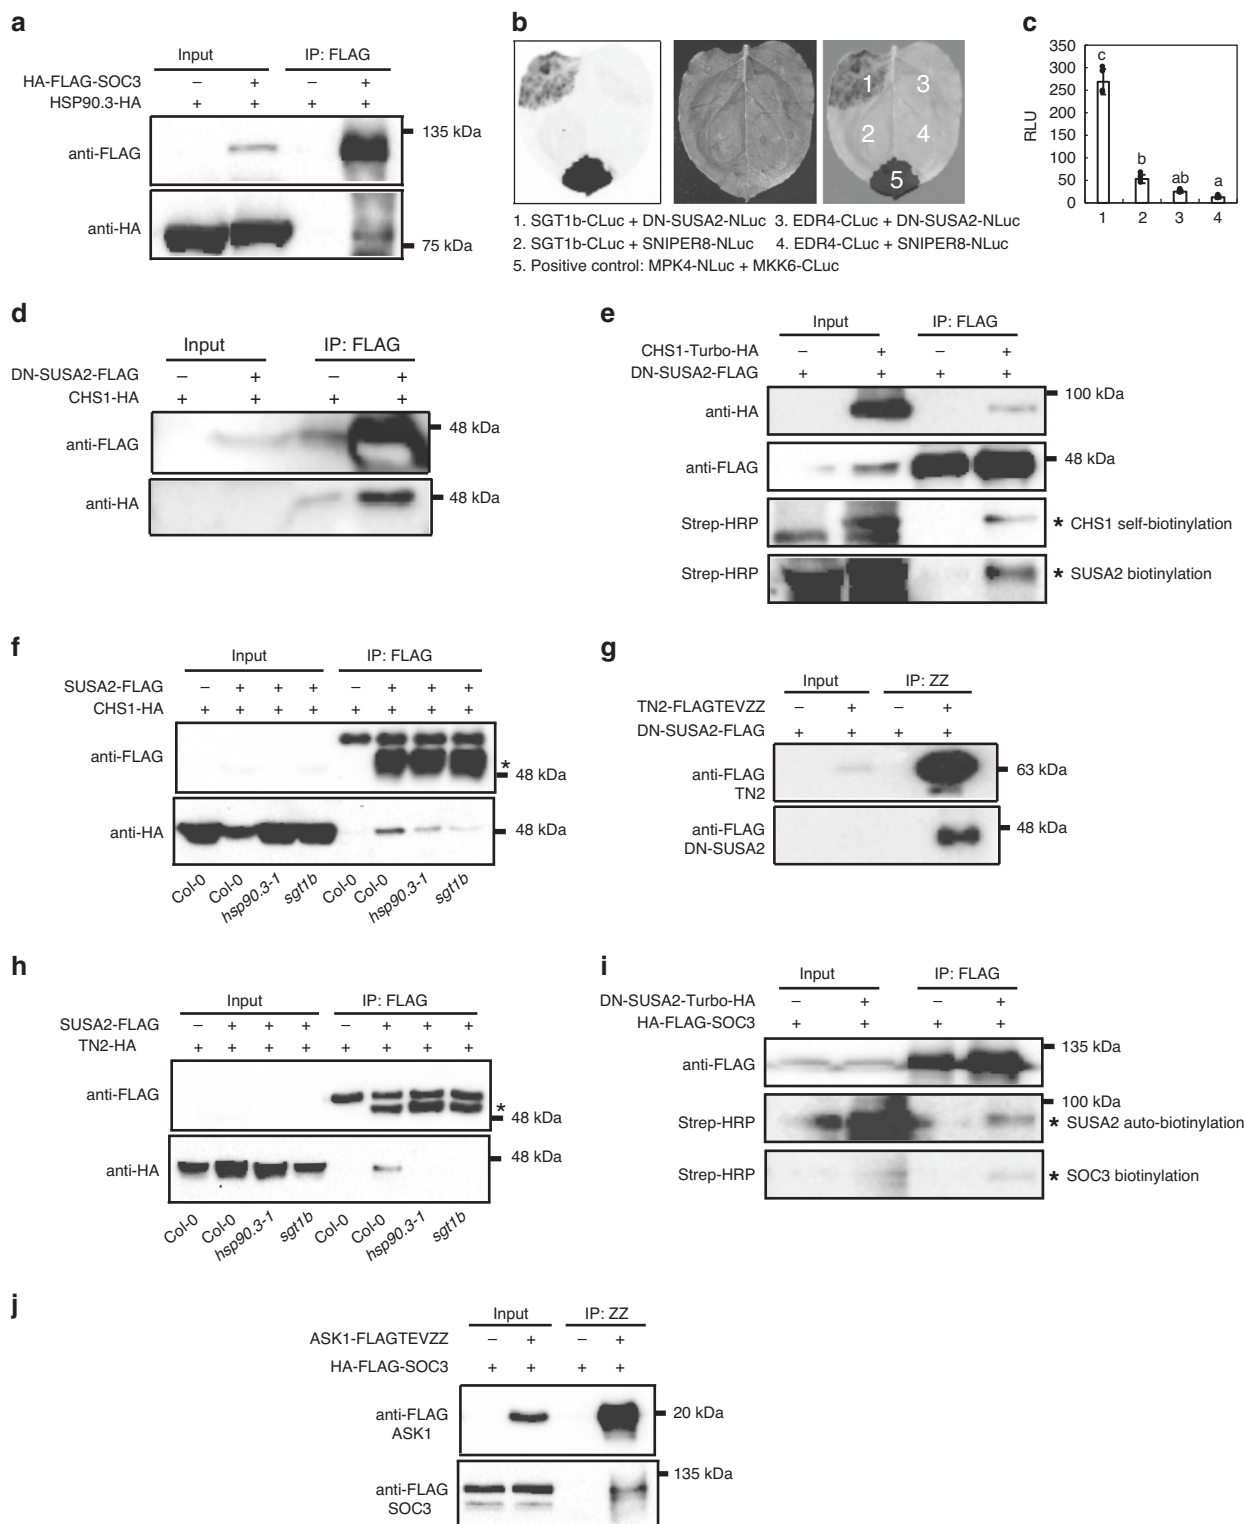 a
Input IP: FLAG
HA-FLAG-SOC3 – + – +
HSP90.3-HA + + + +
anti-FLAG
135 kDa
anti-HA
75 kDa
b
1 3
2 4
5
1. SGT1b-CLuc + DN-SUSA2-NLuc 3. EDR4-CLuc + DN-SUSA2-NLuc
2. SGT1b-CLuc + SNIPER8-NLuc 4. EDR4-CLuc + SNIPER8-NLuc
5. Positive control: MPK4-NLuc + MKK6-CLuc
c
RLU
350
300
250
200
150
100
50
0
c b ab a
1 2 3 4
d
Input IP: FLAG
DN-SUSA2-FLAG – + – +
CHS1-HA + + + +
anti-FLAG
48 kDa
anti-HA
48 kDa
e
Input IP: FLAG
CHS1-Turbo-HA – + – +
DN-SUSA2-FLAG + + + +
anti-HA
100 kDa
anti-FLAG
48 kDa
Strep-HRP * CHS1 self-biotinylation
Strep-HRP * SUSA2 biotinylation
f
Input IP: FLAG
SUSA2-FLAG – + + + – + + +
CHS1-HA + + + + + + + +
anti-FLAG *
48 kDa
anti-HA 48 kDa
Col-0 Col-0 hsp90.3-1 sgt1b Col-0 Col-0 hsp90.3-1 sgt1b
g
Input IP: ZZ
TN2-FLAGTEVZZ – + – +
DN-SUSA2-FLAG + + + +
anti-FLAG 63 kDa
TN2
anti-FLAG 48 kDa
DN-SUSA2
h
Input IP: FLAG
SUSA2-FLAG – + + + – + + +
TN2-HA + + + + + + + +
anti-FLAG *
48 kDa
anti-HA 48 kDa
Col-0 Col-0 hsp90.3-1 sgt1b Col-0 Col-0 hsp90.3-1 sgt1b
i
Input IP: FLAG
DN-SUSA2-Turbo-HA – + – +
HA-FLAG-SOC3 + + + +
anti-FLAG 135 kDa
100 kDa
Strep-HRP * SUSA2 auto-biotinylation
Strep-HRP * SOC3 biotinylation
j
Input IP: ZZ
ASK1-FLAGTEVZZ – + – +
HA-FLAG-SOC3 + + + +
anti-FLAG 20 kDa
ASK1
135 kDa
anti-FLAG
SOC3